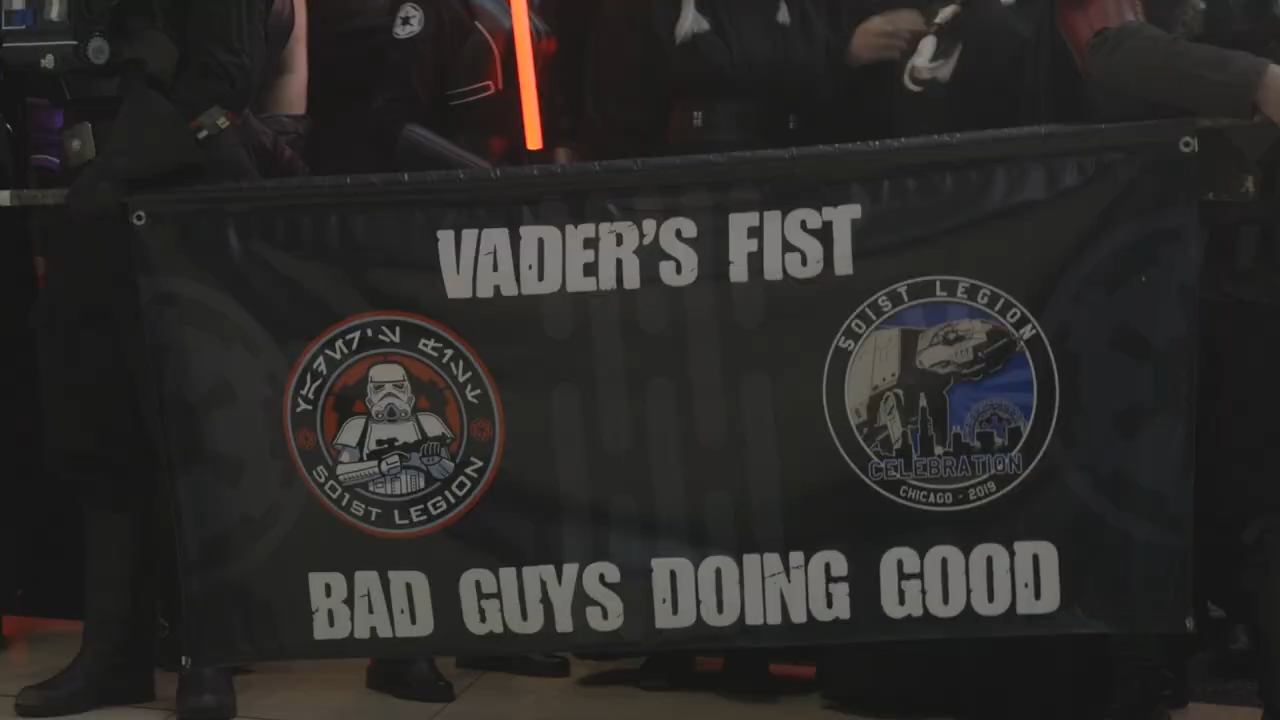 VADER'S FIST
501ST LEGION
501ST LEGION
CELEBRATION
CHICAGO - 2019
BAD GUYS DOING GOOD